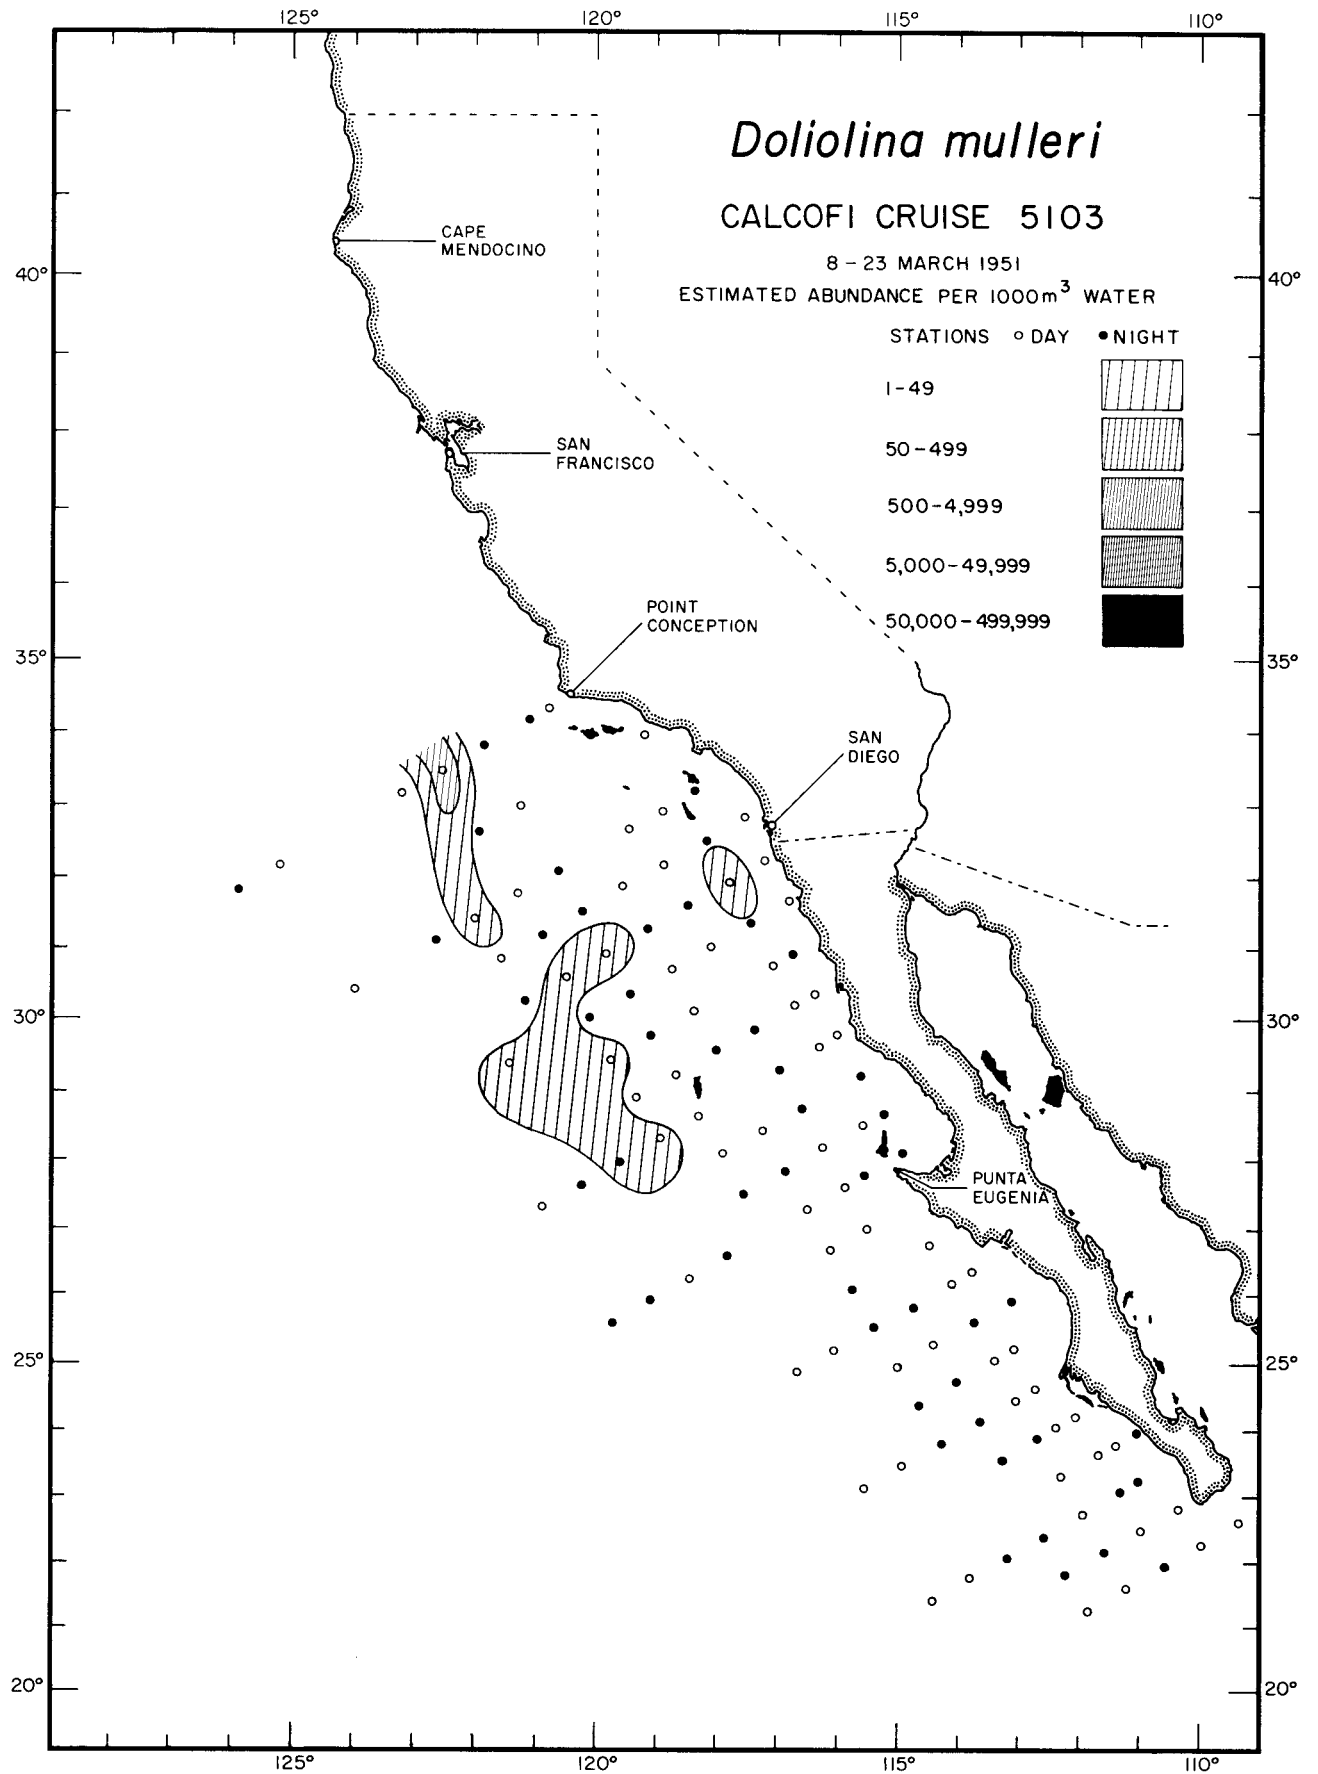 125° 120° 115° 110°
Doliolina mulleri
CALCOFI CRUISE 5103
8 – 23 MARCH 1951
ESTIMATED ABUNDANCE PER 1000m³ WATER
STATIONS ○ DAY ● NIGHT
1–49
50–499
500–4,999
5,000–49,999
50,000–499,999
CAPE
MENDOCINO
40° 40°
SAN
FRANCISCO
POINT
CONCEPTION
35° 35°
SAN
DIEGO
30° 30°
PUNTA
EUGENIA
25° 25°
20° 20°
125° 120° 115° 110°